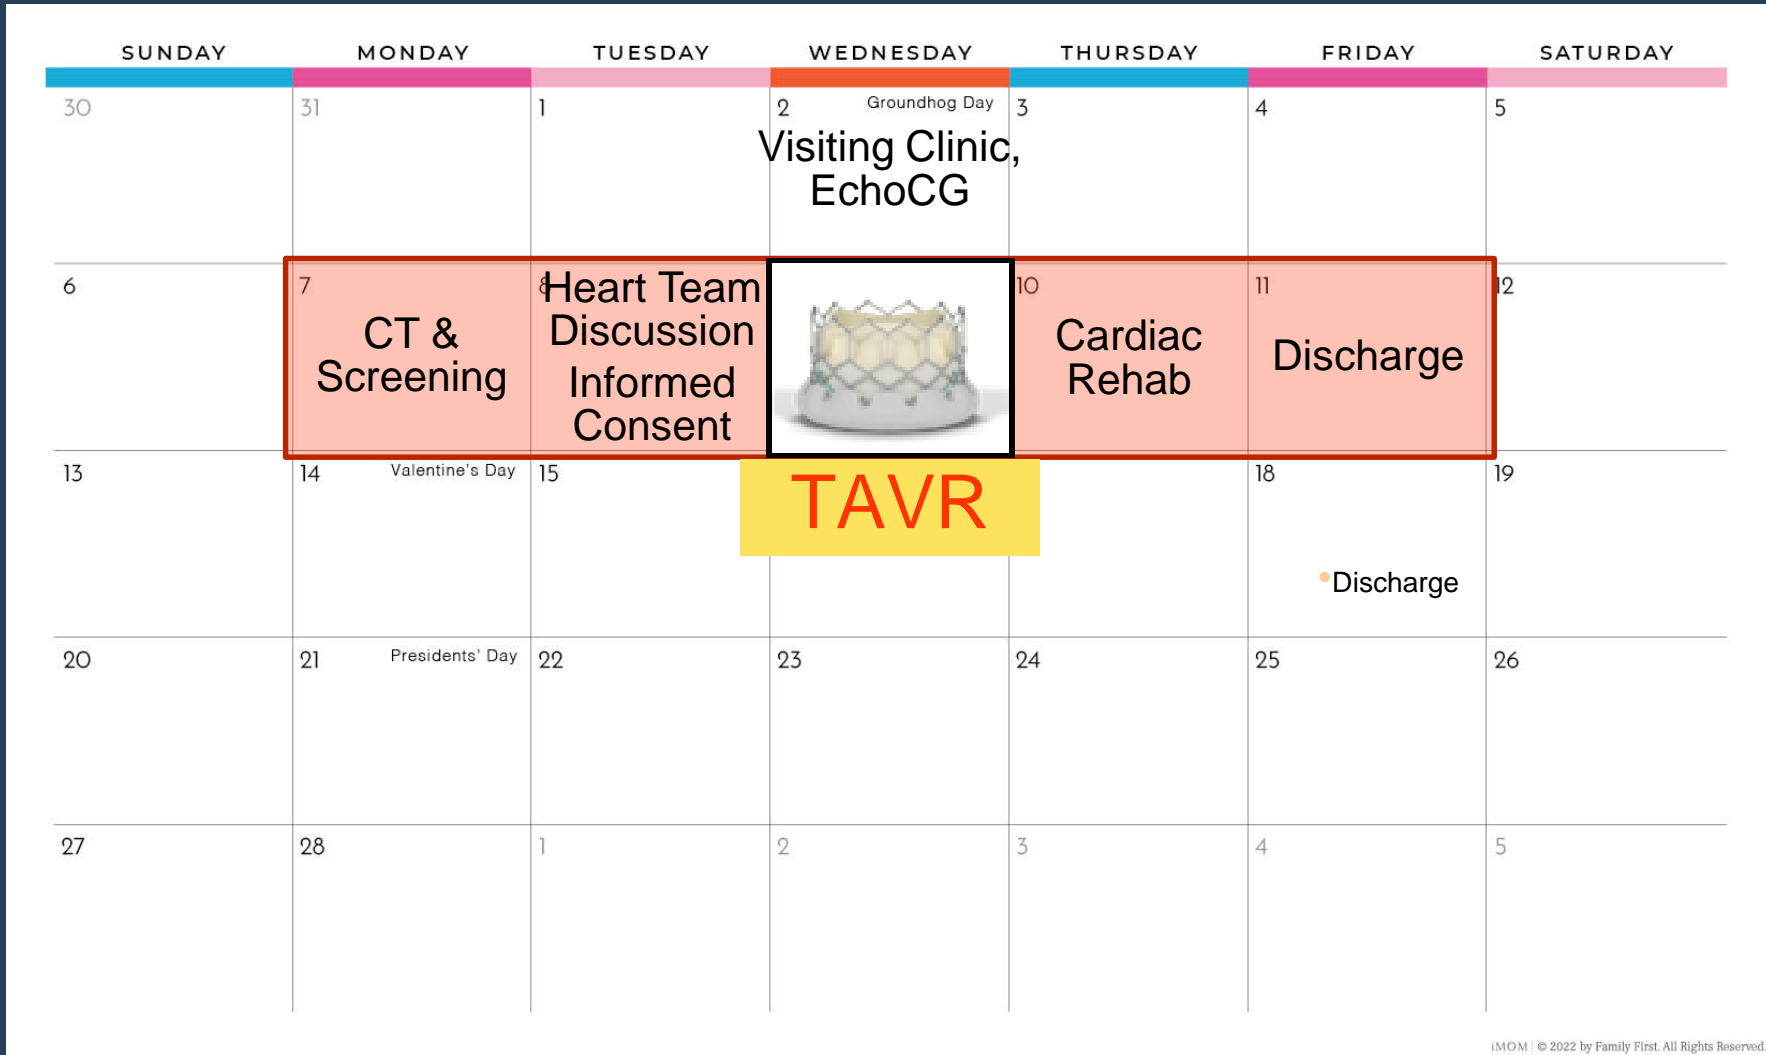 SUNDAY MONDAY TUESDAY WEDNESDAY THURSDAY FRIDAY SATURDAY
30 31 1 2 Groundhog Day 3 4 5
Visiting Clinic,
EchoCG
6 7 8 10 11 12
CT &
Screening
Heart Team
Discussion
Informed
Consent
Cardiac
Rehab
Discharge
13 14 Valentine's Day 15 18 19
TAVR
•Discharge
20 21 Presidents' Day 22 23 24 25 26
27 28 1 2 3 4 5
iMOM | © 2022 by Family First. All Rights Reserved.